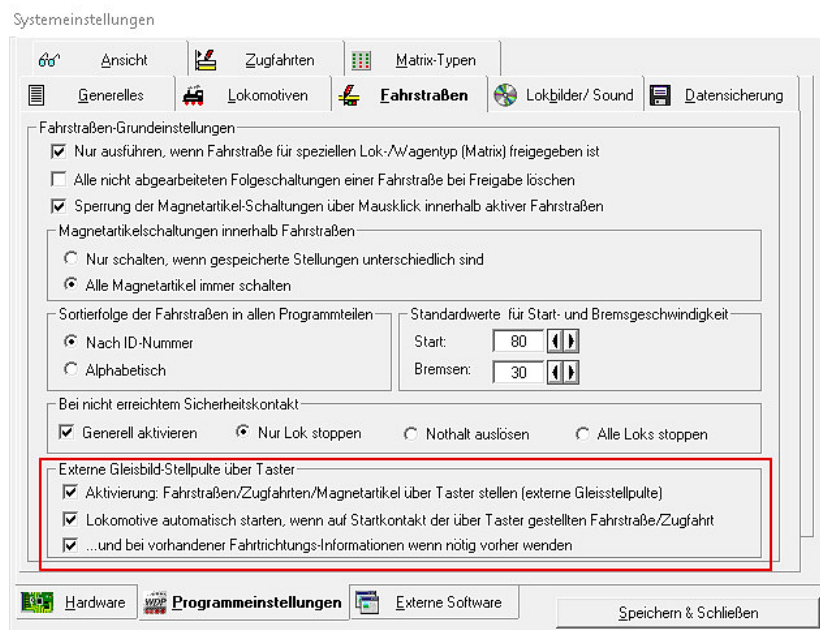 Systemeinstellungen
Ansicht Zugfahrten Matrix-Typen
Generelles Lokomotiven Fahrstraßen Lokbilder/ Sound Datensicherung
Fahrstraßen-Grundeinstellungen
Nur ausführen, wenn Fahrstraße für speziellen Lok-/Wagentyp (Matrix) freigegeben ist
Alle nicht abgearbeiteten Folgeschaltungen einer Fahrstraße bei Freigabe löschen
Sperrung der Magnetartikel-Schaltungen über Mausklick innerhalb aktiver Fahrstraßen
Magnetartikelschaltungen innerhalb Fahrstraßen
Nur schalten, wenn gespeicherte Stellungen unterschiedlich sind
Alle Magnetartikel immer schalten
Sortierfolge der Fahrstraßen in allen Programmteilen
Nach ID-Nummer
Alphabetisch
Standardwerte für Start- und Bremsgeschwindigkeit
Start: 80
Bremsen: 30
Bei nicht erreichtem Sicherheitskontakt
Generell aktivieren Nur Lok stoppen Nothalt auslösen Alle Loks stoppen
Externe Gleisbild-Stellpulte über Taster
Aktivierung: Fahrstraßen/Zugfahrten/Magnetartikel über Taster stellen (externe Gleisstellpulte)
Lokomotive automatisch starten, wenn auf Startkontakt der über Taster gestellten Fahrstraße/Zugfahrt
...und bei vorhandener Fahrtrichtungs-Informationen wenn nötig vorher wenden
Hardware WDP Programmeinstellungen Externe Software
Speichern & Schließen